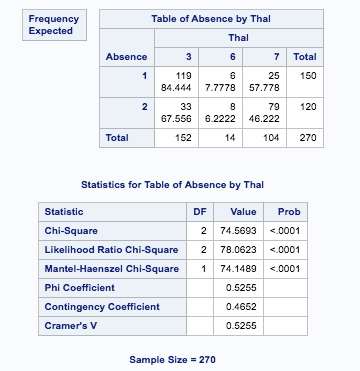 Frequency
Expected
Table of Absence by Thal
Thal
Absence 3 6 7 Total
1 119 6 25 150
84.444 7.7778 57.778
2 33 8 79 120
67.556 6.2222 46.222
Total 152 14 104 270
Statistics for Table of Absence by Thal
Statistic DF Value Prob
Chi-Square 2 74.5693 <.0001
Likelihood Ratio Chi-Square 2 78.0623 <.0001
Mantel-Haenszel Chi-Square 1 74.1489 <.0001
Phi Coefficient 0.5255
Contingency Coefficient 0.4652
Cramer's V 0.5255
Sample Size = 270